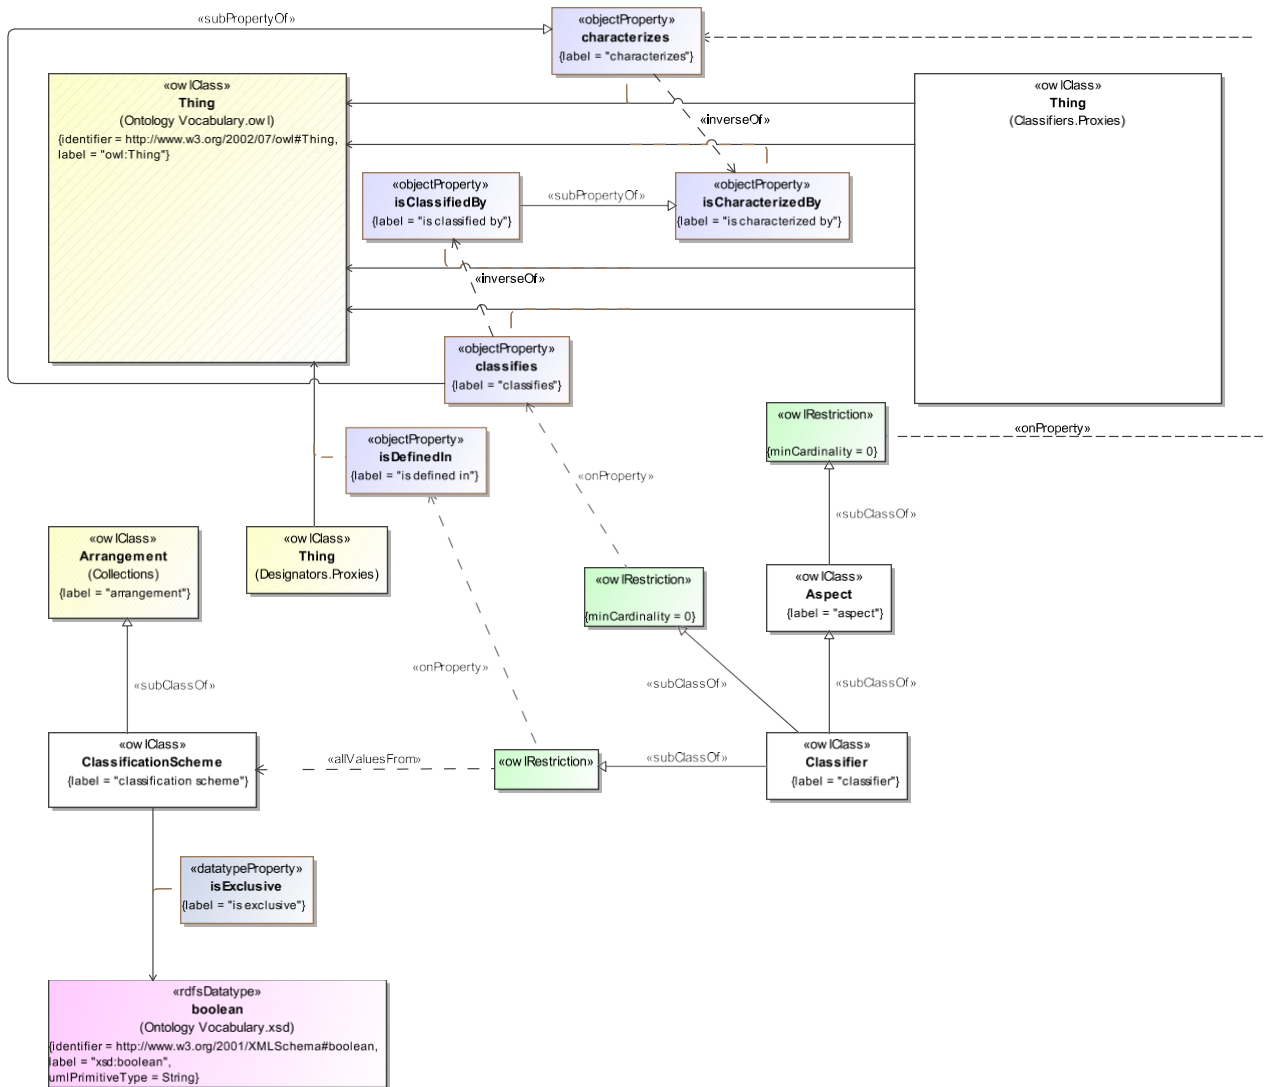 «subPropertyOf»
«objectProperty»
characterizes
{label = "characterizes"}
«owlClass»
Thing
(Ontology Vocabulary.owl)
{identifier = http://www.w3.org/2002/07/owl#Thing,
label = "owl:Thing"}
«owlClass»
Thing
(Classifiers.Proxies)
«inverseOf»
«objectProperty»
isClassifiedBy
{label = "is classified by"}
«subPropertyOf»
«objectProperty»
isCharacterizedBy
{label = "is characterized by"}
«inverseOf»
«objectProperty»
classifies
{label = "classifies"}
«owlRestriction»
{minCardinality = 0}
«onProperty»
«objectProperty»
isDefinedIn
{label = "is defined in"}
«onProperty»
«subClassOf»
«owlClass»
Arrangement
(Collections)
{label = "arrangement"}
«owlClass»
Thing
(Designators.Proxies)
«owlRestriction»
{minCardinality = 0}
«owlClass»
Aspect
{label = "aspect"}
«onProperty»
«subClassOf»
«subClassOf»
«subClassOf»
«owlClass»
ClassificationScheme
{label = "classification scheme"}
«allValuesFrom»
«owlRestriction»
«subClassOf»
«owlClass»
Classifier
{label = "classifier"}
«datatypeProperty»
isExclusive
{label = "is exclusive"}
«rdfsDatatype»
boolean
(Ontology Vocabulary.xsd)
{identifier = http://www.w3.org/2001/XMLSchema#boolean,
label = "xsd:boolean",
umlPrimitiveType = String}